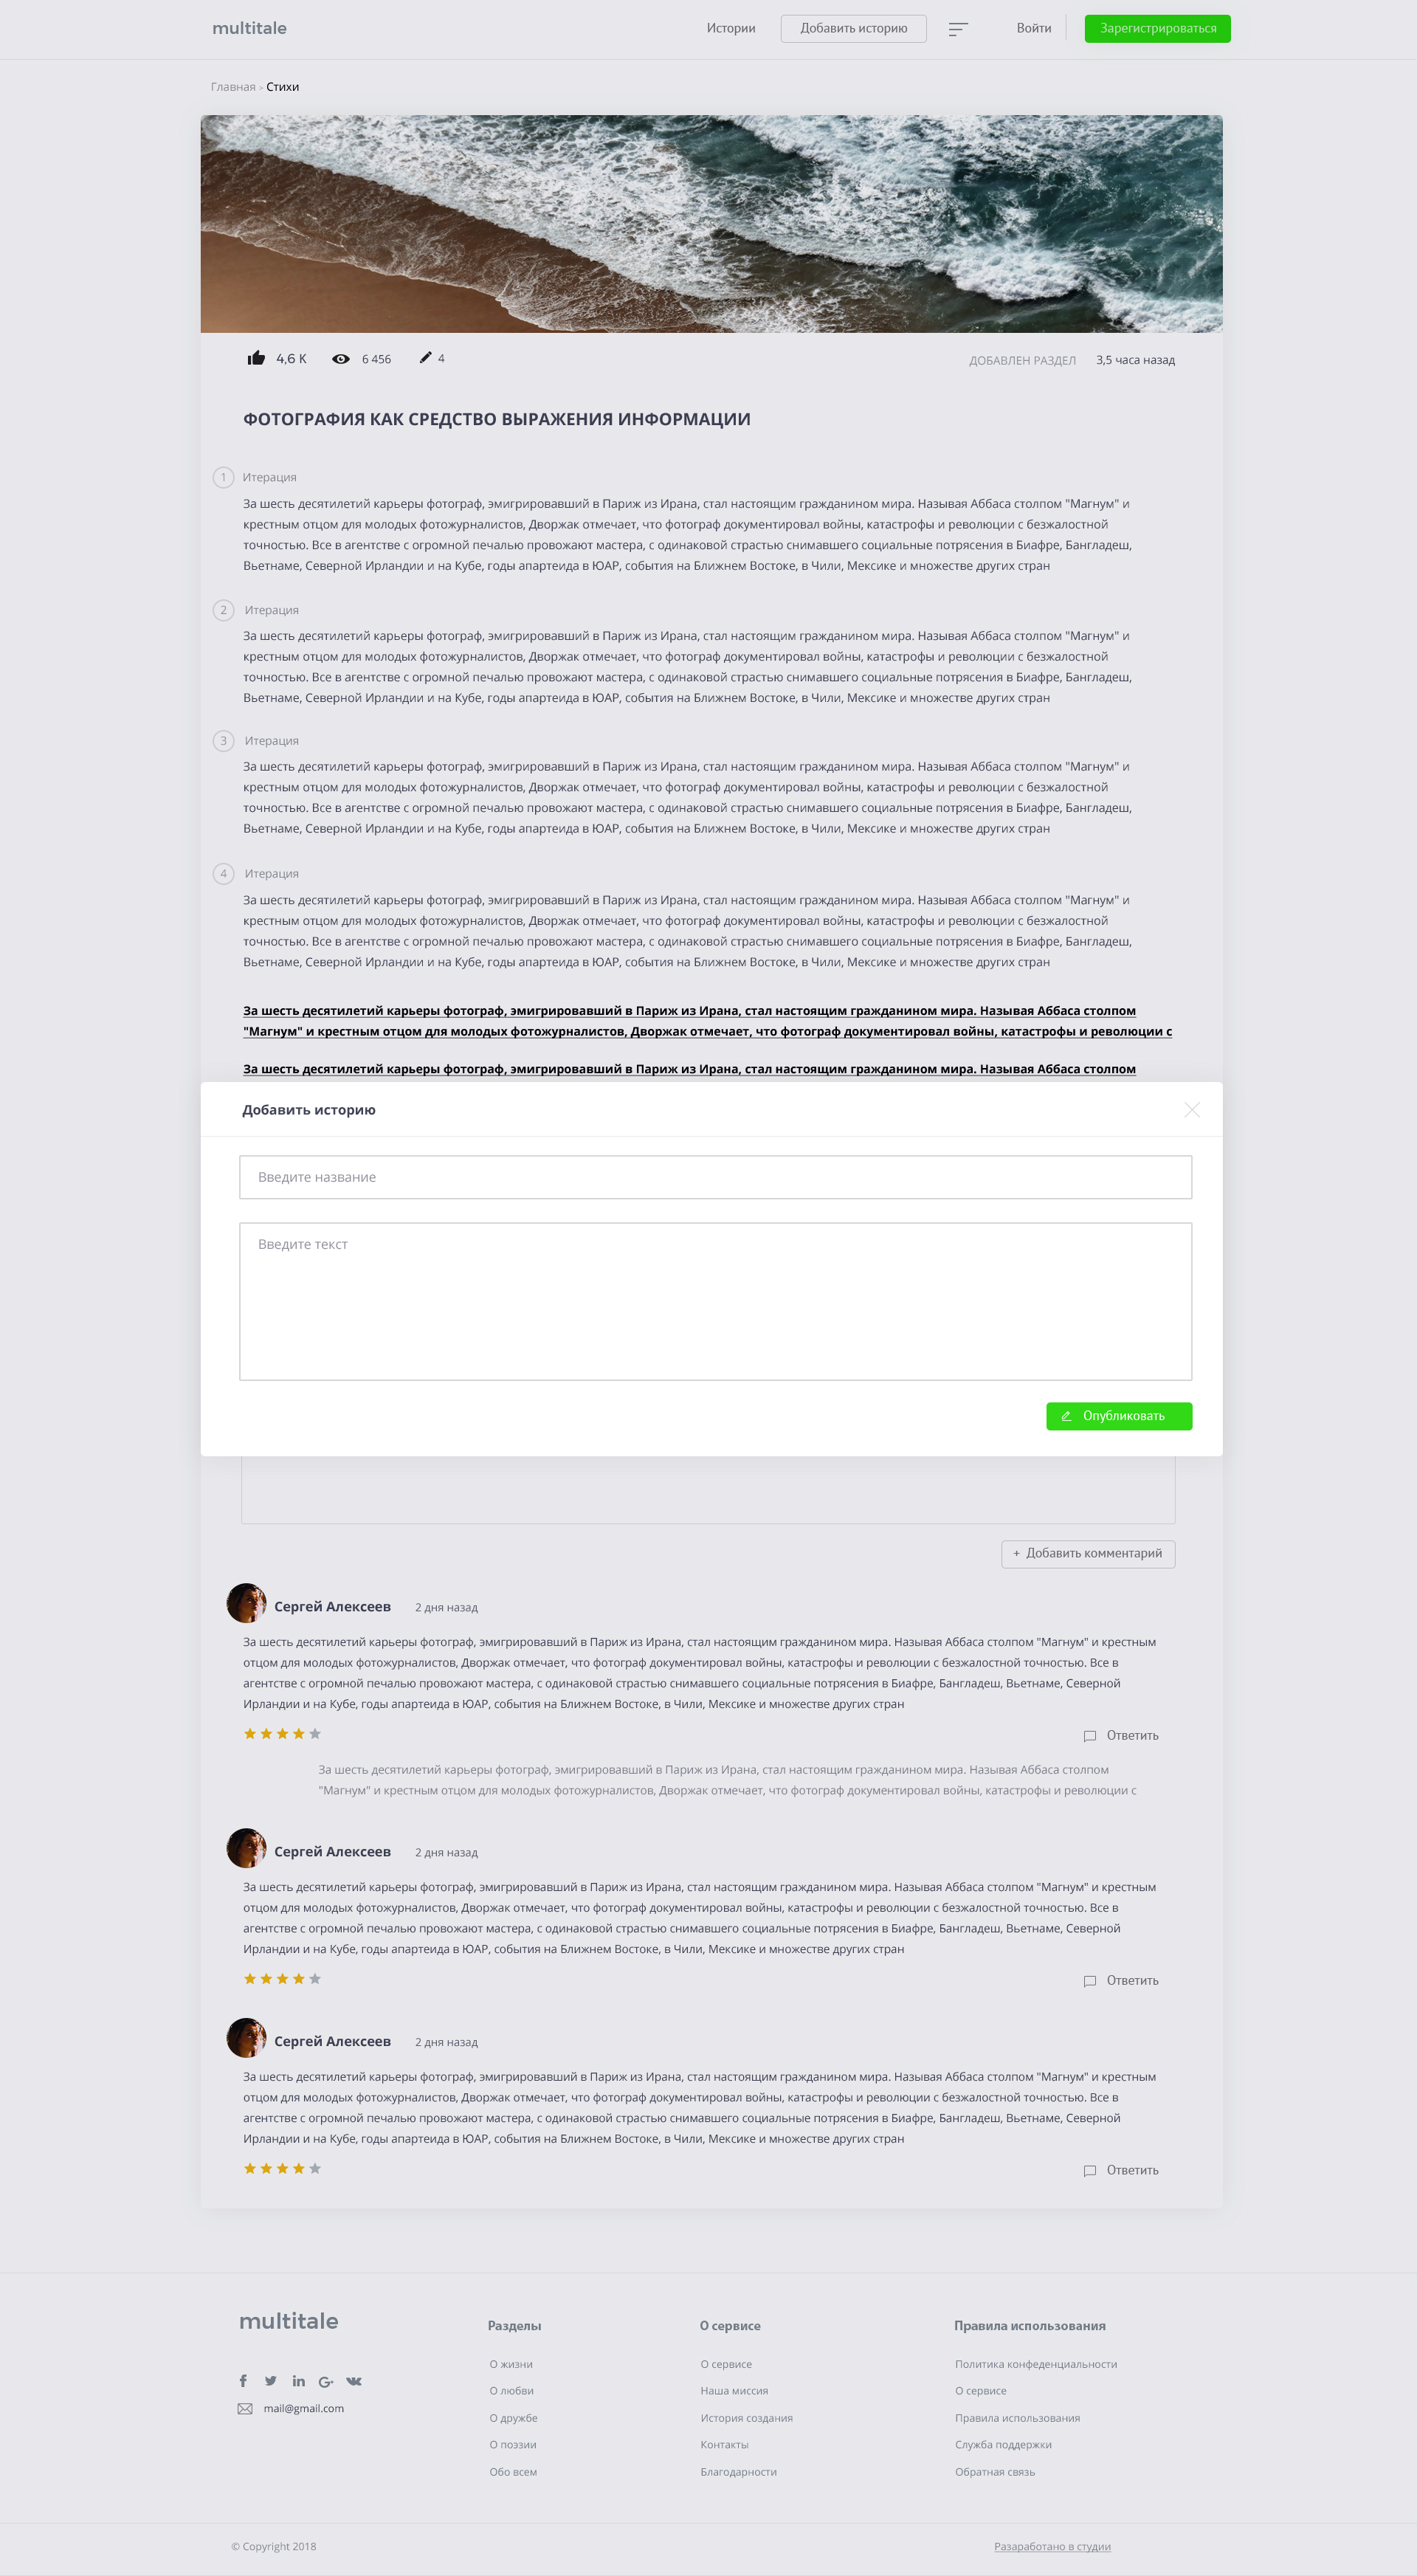 multitale
Истории
Добавить историю
Войти
Зарегистрироваться
Главная » Стихи
4,6 K
6 456
4
ДОБАВЛЕН РАЗДЕЛ
3,5 часа назад
ФОТОГРАФИЯ КАК СРЕДСТВО ВЫРАЖЕНИЯ ИНФОРМАЦИИ
1 Итерация
За шесть десятилетий карьеры фотограф, эмигрировавший в Париж из Ирана, стал настоящим гражданином мира. Называя Аббаса столпом "Магнум" и
крестным отцом для молодых фотожурналистов, Дворжак отмечает, что фотограф документировал войны, катастрофы и революции с безжалостной
точностью. Все в агентстве с огромной печалью провожают мастера, с одинаковой страстью снимавшего социальные потрясения в Биафре, Бангладеш,
Вьетнаме, Северной Ирландии и на Кубе, годы апартеида в ЮАР, события на Ближнем Востоке, в Чили, Мексике и множестве других стран
2 Итерация
За шесть десятилетий карьеры фотограф, эмигрировавший в Париж из Ирана, стал настоящим гражданином мира. Называя Аббаса столпом "Магнум" и
крестным отцом для молодых фотожурналистов, Дворжак отмечает, что фотограф документировал войны, катастрофы и революции с безжалостной
точностью. Все в агентстве с огромной печалью провожают мастера, с одинаковой страстью снимавшего социальные потрясения в Биафре, Бангладеш,
Вьетнаме, Северной Ирландии и на Кубе, годы апартеида в ЮАР, события на Ближнем Востоке, в Чили, Мексике и множестве других стран
3 Итерация
За шесть десятилетий карьеры фотограф, эмигрировавший в Париж из Ирана, стал настоящим гражданином мира. Называя Аббаса столпом "Магнум" и
крестным отцом для молодых фотожурналистов, Дворжак отмечает, что фотограф документировал войны, катастрофы и революции с безжалостной
точностью. Все в агентстве с огромной печалью провожают мастера, с одинаковой страстью снимавшего социальные потрясения в Биафре, Бангладеш,
Вьетнаме, Северной Ирландии и на Кубе, годы апартеида в ЮАР, события на Ближнем Востоке, в Чили, Мексике и множестве других стран
4 Итерация
За шесть десятилетий карьеры фотограф, эмигрировавший в Париж из Ирана, стал настоящим гражданином мира. Называя Аббаса столпом "Магнум" и
крестным отцом для молодых фотожурналистов, Дворжак отмечает, что фотограф документировал войны, катастрофы и революции с безжалостной
точностью. Все в агентстве с огромной печалью провожают мастера, с одинаковой страстью снимавшего социальные потрясения в Биафре, Бангладеш,
Вьетнаме, Северной Ирландии и на Кубе, годы апартеида в ЮАР, события на Ближнем Востоке, в Чили, Мексике и множестве других стран
За шесть десятилетий карьеры фотограф, эмигрировавший в Париж из Ирана, стал настоящим гражданином мира. Называя Аббаса столпом
"Магнум" и крестным отцом для молодых фотожурналистов, Дворжак отмечает, что фотограф документировал войны, катастрофы и революции с
За шесть десятилетий карьеры фотограф, эмигрировавший в Париж из Ирана, стал настоящим гражданином мира. Называя Аббаса столпом
Добавить историю
Введите название
Введите текст
Опубликовать
+ Добавить комментарий
Сергей Алексеев 2 дня назад
За шесть десятилетий карьеры фотограф, эмигрировавший в Париж из Ирана, стал настоящим гражданином мира. Называя Аббаса столпом "Магнум" и крестным
отцом для молодых фотожурналистов, Дворжак отмечает, что фотограф документировал войны, катастрофы и революции с безжалостной точностью. Все в
агентстве с огромной печалью провожают мастера, с одинаковой страстью снимавшего социальные потрясения в Биафре, Бангладеш, Вьетнаме, Северной
Ирландии и на Кубе, годы апартеида в ЮАР, события на Ближнем Востоке, в Чили, Мексике и множестве других стран
Ответить
За шесть десятилетий карьеры фотограф, эмигрировавший в Париж из Ирана, стал настоящим гражданином мира. Называя Аббаса столпом
"Магнум" и крестным отцом для молодых фотожурналистов, Дворжак отмечает, что фотограф документировал войны, катастрофы и революции с
Сергей Алексеев 2 дня назад
За шесть десятилетий карьеры фотограф, эмигрировавший в Париж из Ирана, стал настоящим гражданином мира. Называя Аббаса столпом "Магнум" и крестным
отцом для молодых фотожурналистов, Дворжак отмечает, что фотограф документировал войны, катастрофы и революции с безжалостной точностью. Все в
агентстве с огромной печалью провожают мастера, с одинаковой страстью снимавшего социальные потрясения в Биафре, Бангладеш, Вьетнаме, Северной
Ирландии и на Кубе, годы апартеида в ЮАР, события на Ближнем Востоке, в Чили, Мексике и множестве других стран
Ответить
Сергей Алексеев 2 дня назад
За шесть десятилетий карьеры фотограф, эмигрировавший в Париж из Ирана, стал настоящим гражданином мира. Называя Аббаса столпом "Магнум" и крестным
отцом для молодых фотожурналистов, Дворжак отмечает, что фотограф документировал войны, катастрофы и революции с безжалостной точностью. Все в
агентстве с огромной печалью провожают мастера, с одинаковой страстью снимавшего социальные потрясения в Биафре, Бангладеш, Вьетнаме, Северной
Ирландии и на Кубе, годы апартеида в ЮАР, события на Ближнем Востоке, в Чили, Мексике и множестве других стран
Ответить
multitale
mail@gmail.com
Разделы
О жизни
О любви
О дружбе
О поэзии
Обо всем
О сервисе
О сервисе
Наша миссия
История создания
Контакты
Благодарности
Правила использования
Политика конфеденциальности
О сервисе
Правила использования
Служба поддержки
Обратная связь
© Copyright 2018
Разаработано в студии